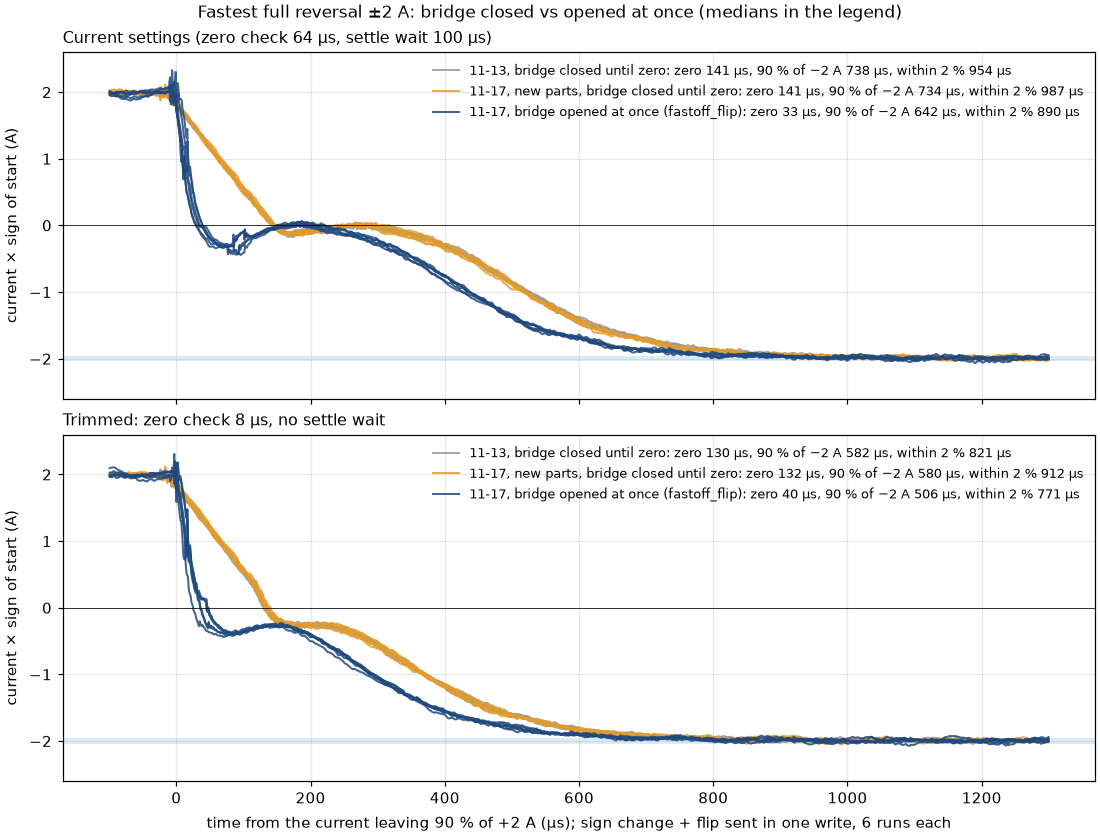 Fastest full reversal ±2 A: bridge closed vs opened at once (medians in the legend)
Current settings (zero check 64 µs, settle wait 100 µs)
11-13, bridge closed until zero: zero 141 µs, 90 % of −2 A 738 µs, within 2 % 954 µs
11-17, new parts, bridge closed until zero: zero 141 µs, 90 % of −2 A 734 µs, within 2 % 987 µs
11-17, bridge opened at once (fastoff_flip): zero 33 µs, 90 % of −2 A 642 µs, within 2 % 890 µs
current × sign of start (A)
2
1
0
−1
−2
Trimmed: zero check 8 µs, no settle wait
11-13, bridge closed until zero: zero 130 µs, 90 % of −2 A 582 µs, within 2 % 821 µs
11-17, new parts, bridge closed until zero: zero 132 µs, 90 % of −2 A 580 µs, within 2 % 912 µs
11-17, bridge opened at once (fastoff_flip): zero 40 µs, 90 % of −2 A 506 µs, within 2 % 771 µs
current × sign of start (A)
2
1
0
−1
−2
0 200 400 600 800 1000 1200
time from the current leaving 90 % of +2 A (µs); sign change + flip sent in one write, 6 runs each